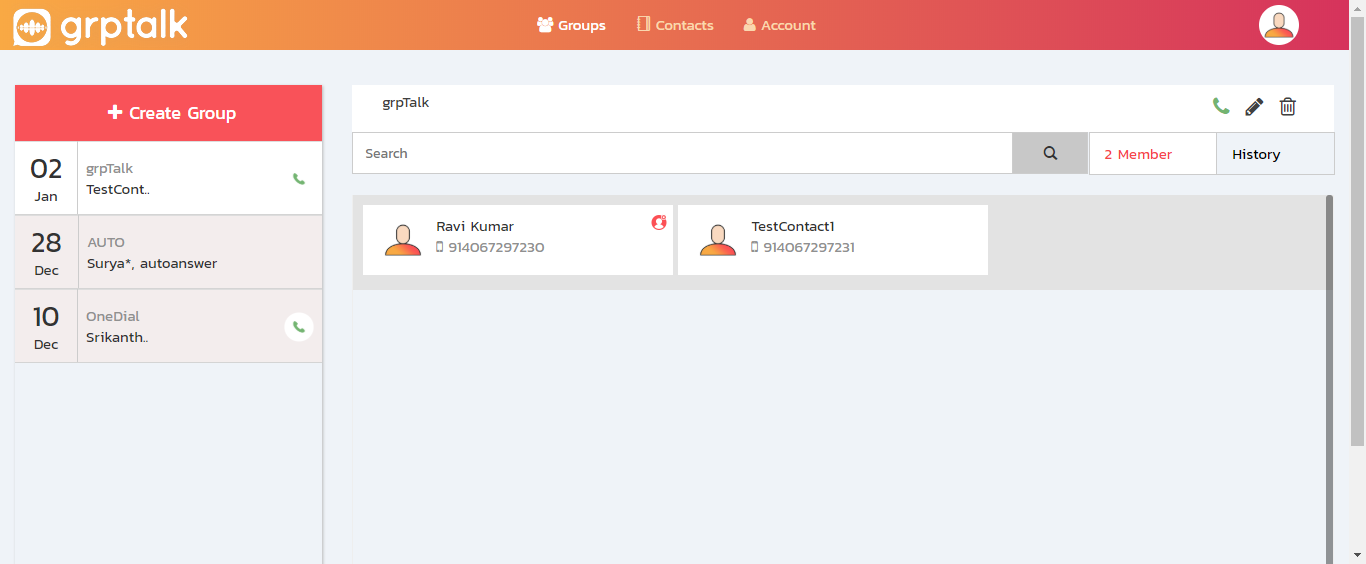 grptalk
Groups
Contacts
Account
Create Group
02
Jan
grpTalk
TestCont..
28
Dec
AUTO
Surya*, autoanswer
10
Dec
OneDial
Srikanth..
grpTalk
Search
2 Member
History
Ravi Kumar
914067297230
TestContact1
914067297231